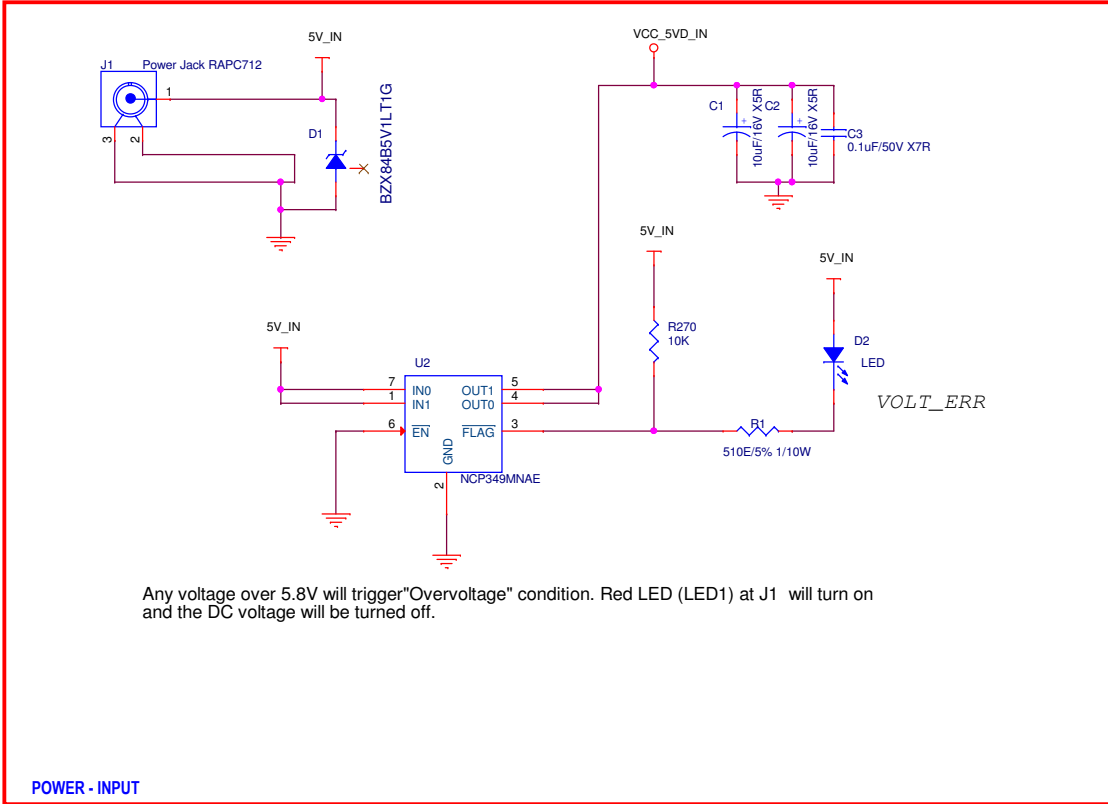 5V_IN
VCC_5VD_IN
J1
Power Jack RAPC712
1
3
2
D1
BZX84B5V1LT1G
C1
10uF/16V X5R
C2
10uF/16V X5R
C3
0.1uF/50V X7R
+
+
5V_IN
5V_IN
5V_IN
R270
10K
D2
LED
VOLT_ERR
U2
7
IN0
OUT1
5
1
IN1
OUT0
4
6
EN
FLAG
3
GND
2
NCP349MNAE
R1
510E/5% 1/10W
Any voltage over 5.8V will trigger"Overvoltage" condition. Red LED (LED1) at J1 will turn on
and the DC voltage will be turned off.
POWER - INPUT